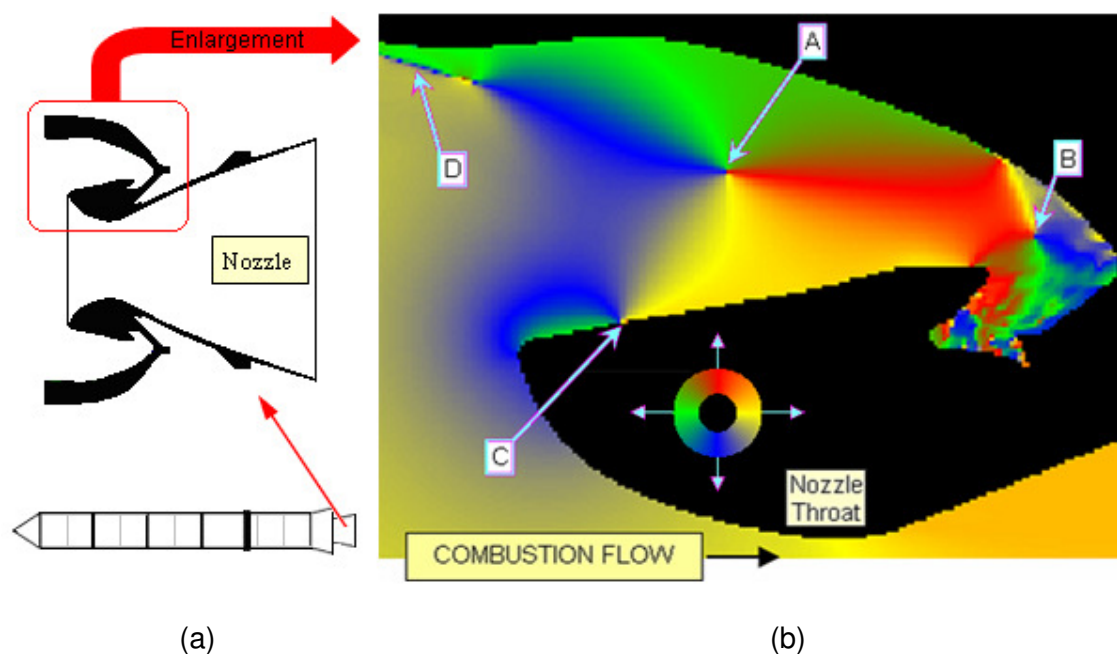 Enlargement
A
B
D
Nozzle
C
Nozzle
Throat
COMBUSTION FLOW
(a)
(b)